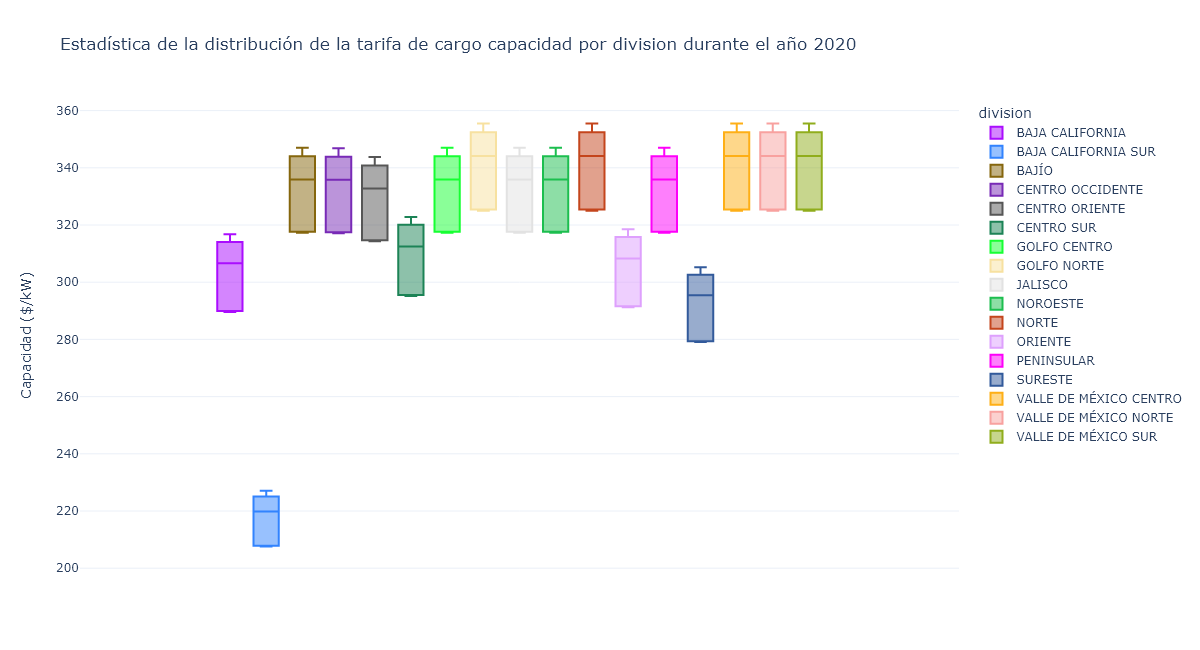 Estadística de la distribución de la tarifa de cargo capacidad por division durante el año 2020
Capacidad ($/kW)
360
340
320
300
280
260
240
220
200
division
BAJA CALIFORNIA
BAJA CALIFORNIA SUR
BAJÍO
CENTRO OCCIDENTE
CENTRO ORIENTE
CENTRO SUR
GOLFO CENTRO
GOLFO NORTE
JALISCO
NOROESTE
NORTE
ORIENTE
PENINSULAR
SURESTE
VALLE DE MÉXICO CENTRO
VALLE DE MÉXICO NORTE
VALLE DE MÉXICO SUR